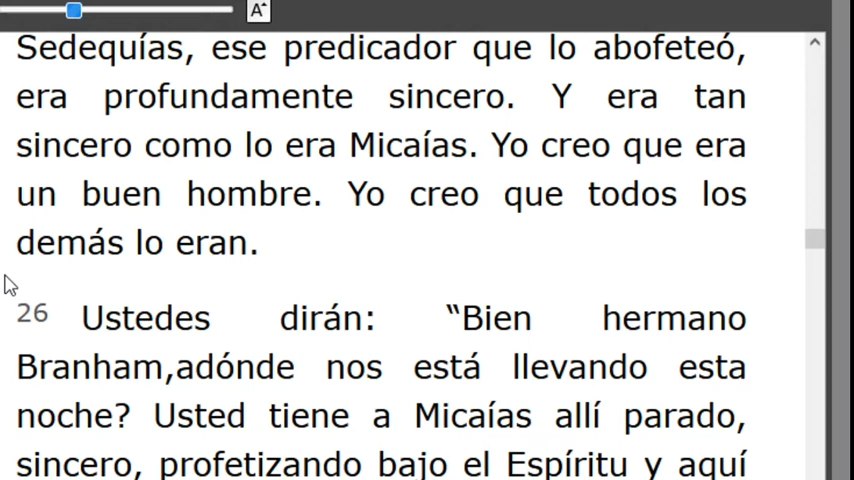 A
Sedequías, ese predicador que lo abofeteó,
era profundamente sincero. Y era tan
sincero como lo era Micaías. Yo creo que era
un buen hombre. Yo creo que todos los
demás lo eran.
26 Ustedes dirán: “Bien hermano
Branham,adónde nos está llevando esta
noche? Usted tiene a Micaías allí parado,
sincero, profetizando bajo el Espíritu y aquí